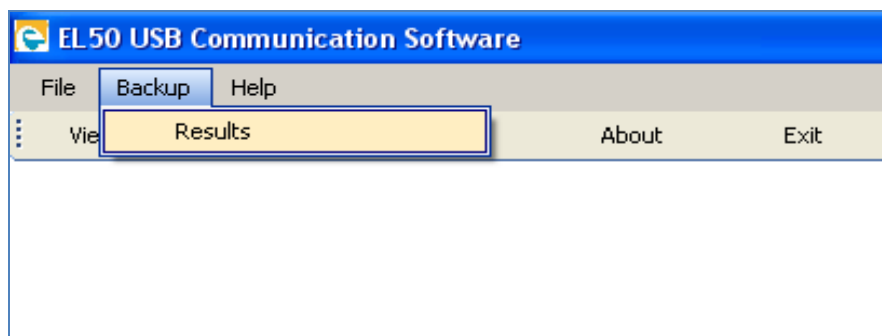 EL50 USB Communication Software
File Backup Help
Results About Exit